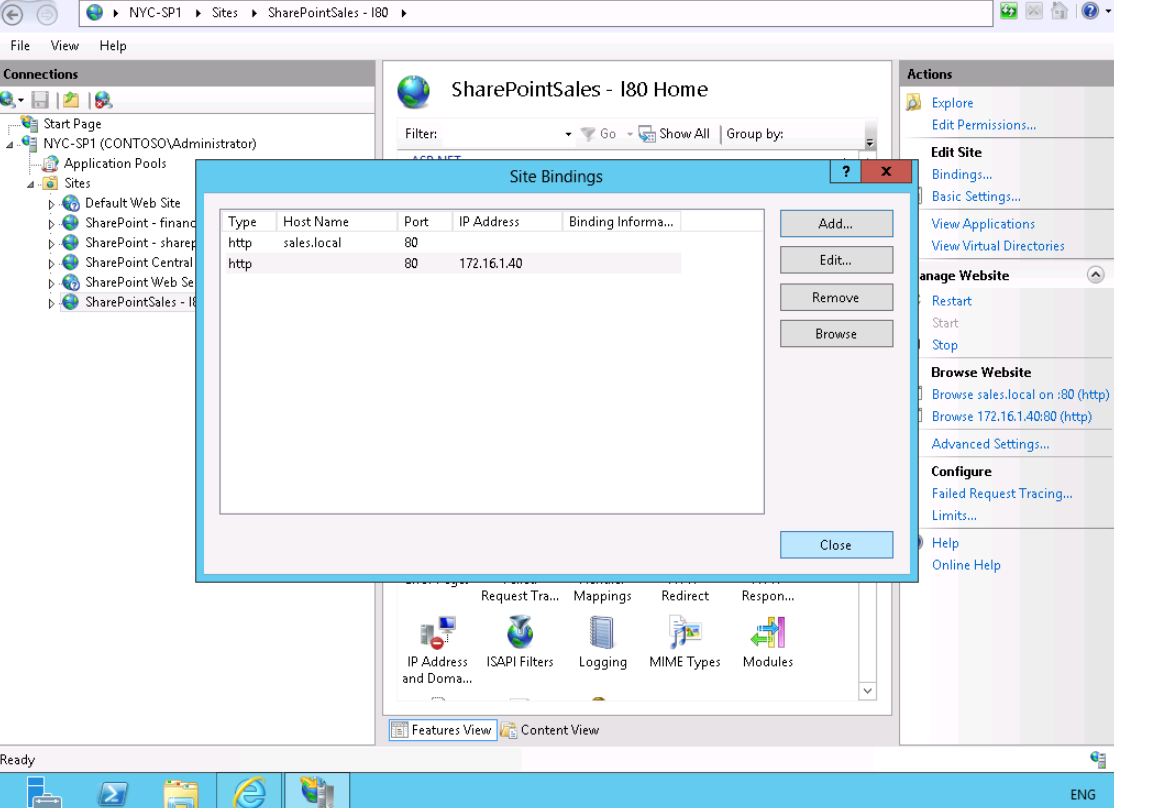 NYC-SP1 Sites SharePointSales - l80
File View Help
Connections
Start Page
NYC-SP1 (CONTOSO\Administrator)
Application Pools
Sites
Default Web Site
SharePoint - financ
SharePoint - sharep
SharePoint Central
SharePoint Web Se
SharePointSales - l8
SharePointSales - l80 Home
Filter: Go Show All Group by:
ASP.NET
Site Bindings ? x
Type Host Name Port IP Address Binding Informa...
http sales.local 80
http 80 172.16.1.40
Add...
Edit...
Remove
Browse
Close
Request Tra... Mappings Redirect Respon...
IP Address ISAPI Filters Logging MIME Types Modules
and Doma...
Features View Content View
Actions
Explore
Edit Permissions...
Edit Site
Bindings...
Basic Settings...
View Applications
View Virtual Directories
anage Website
Restart
Start
Stop
Browse Website
Browse sales.local on :80 (http)
Browse 172.16.1.40:80 (http)
Advanced Settings...
Configure
Failed Request Tracing...
Limits...
Help
Online Help
Ready
ENG